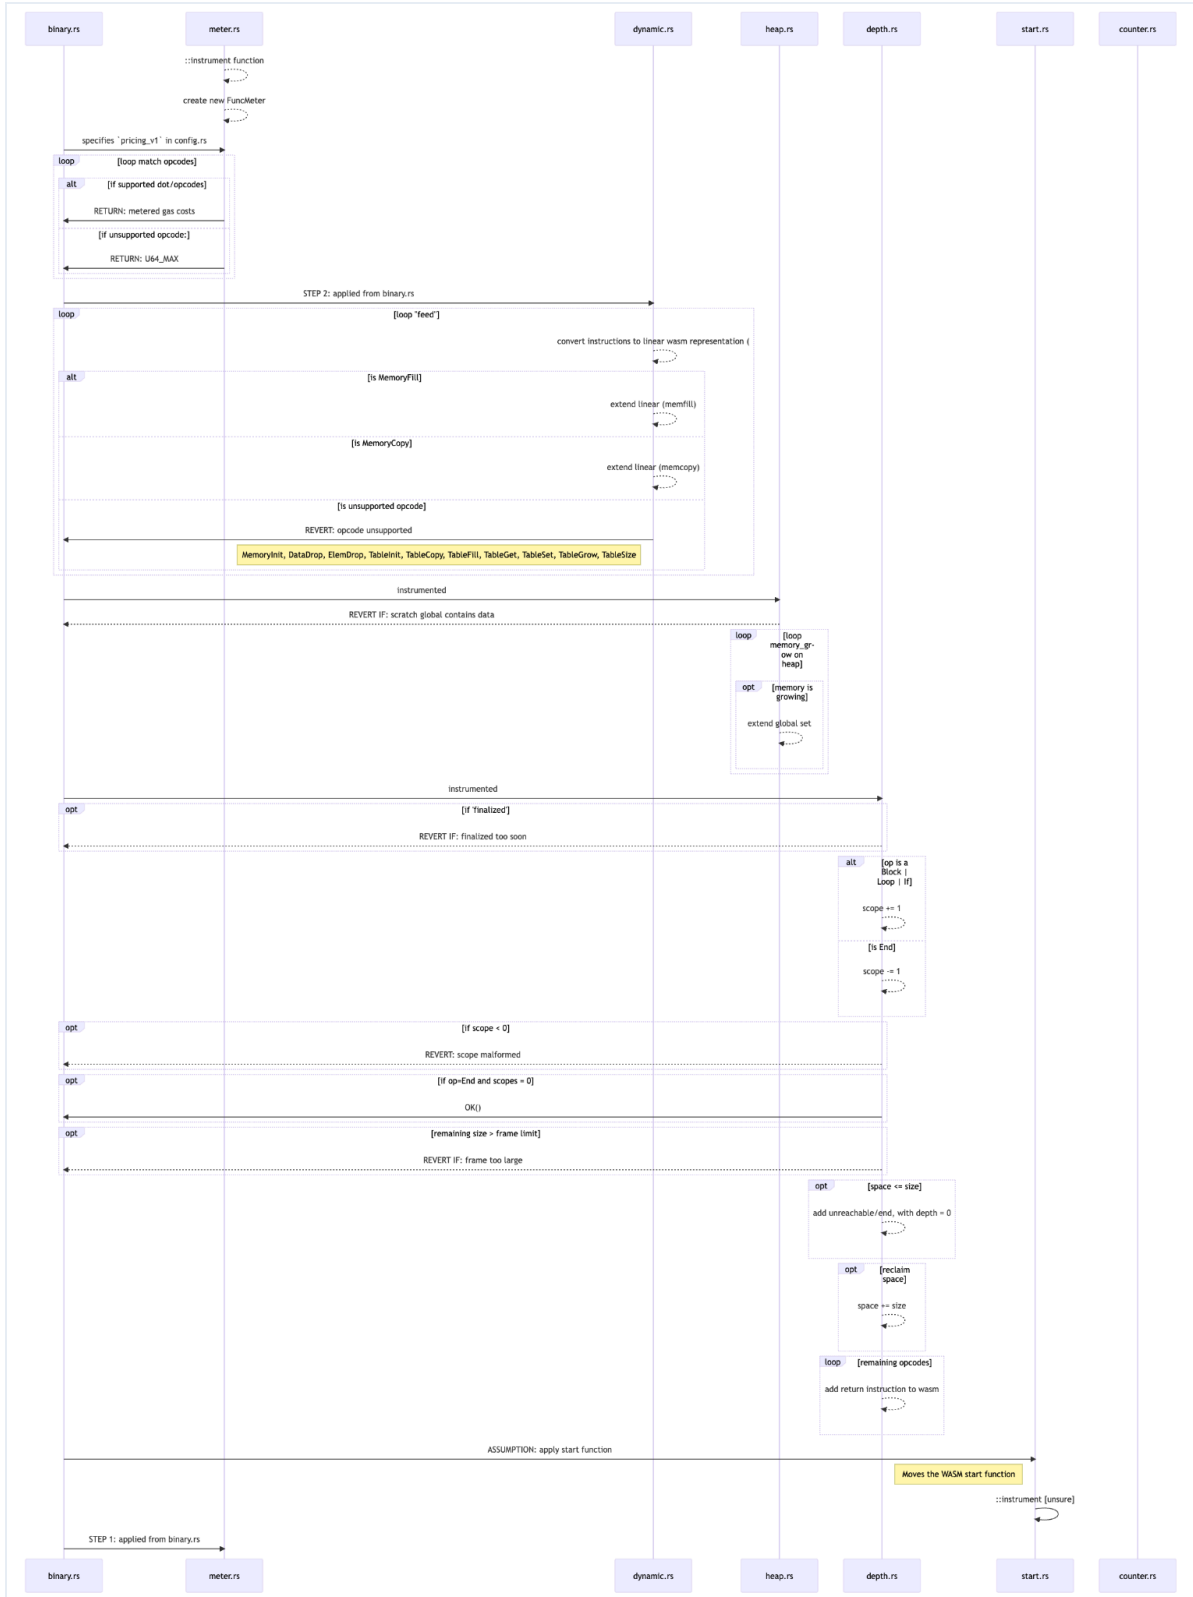 binary.rs
meter.rs
dynamic.rs
heap.rs
depth.rs
start.rs
counter.rs
::instrument function
create new FuncMeter
specifies `pricing_v1` in config.rs
loop
[loop match opcodes]
alt
[if supported dot/opcodes]
RETURN: metered gas costs
[if unsupported opcode:]
RETURN: U64_MAX
STEP 2: applied from binary.rs
loop
[loop "feed"]
convert instructions to linear wasm representation (
alt
[is MemoryFill]
extend linear (memfill)
[is MemoryCopy]
extend linear (memcopy)
[is unsupported opcode]
REVERT: opcode unsupported
MemoryInit, DataDrop, ElemDrop, TableInit, TableCopy, TableFill, TableGet, TableSet, TableGrow, TableSize
instrumented
REVERT IF: scratch global contains data
loop
[loop
memory_gr-
ow on
heap]
opt
[memory is
growing]
extend global set
instrumented
opt
[if 'finalized']
REVERT IF: finalized too soon
alt
[op is a
Block |
Loop | If]
scope += 1
[is End]
scope -= 1
opt
[if scope < 0]
REVERT: scope malformed
opt
[if op=End and scopes = 0]
OK()
opt
[remaining size > frame limit]
REVERT IF: frame too large
opt
[space <= size]
add unreachable/end, with depth = 0
opt
[reclaim
space]
space += size
loop
[remaining opcodes]
add return instruction to wasm
ASSUMPTION: apply start function
Moves the WASM start function
::instrument [unsure]
STEP 1: applied from binary.rs
binary.rs
meter.rs
dynamic.rs
heap.rs
depth.rs
start.rs
counter.rs